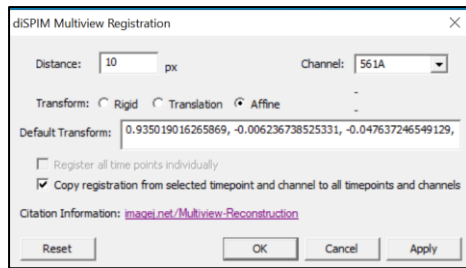 diSPIM Multiview Registration
Distance: 10 px Channel: 561A
-
Transform: Rigid Translation Affine
-
Default Transform: 0.935019016265869, -0.006236738525331, -0.047637246549129,
Register all time points individually
Copy registration from selected timepoint and channel to all timepoints and channels
Citation Information: imagej.net/Multiview-Reconstruction
Reset OK Cancel Apply